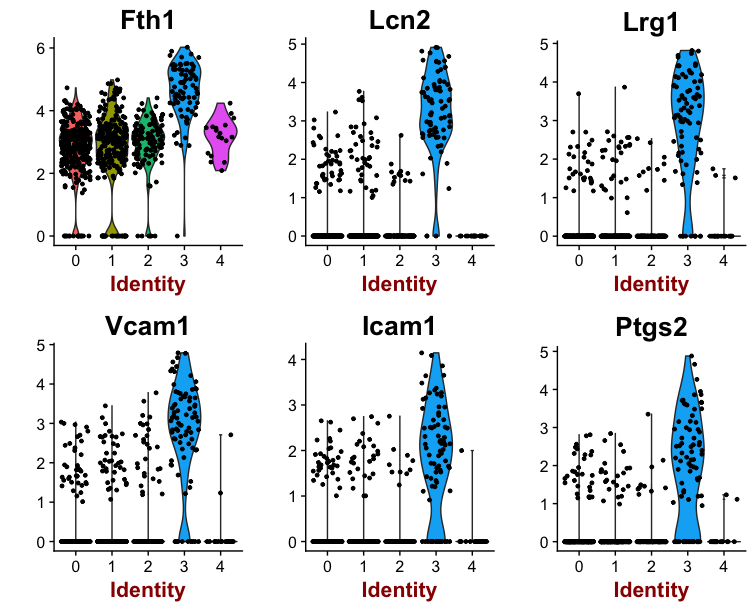 Fth1 Lcn2 Lrg1
6 5 5
4 4 4
3 3
2 2 2
1 1
0 0 0
0 1 2 3 4 0 1 2 3 4 0 1 2 3 4
Identity Identity Identity
Vcam1 Icam1 Ptgs2
5 4 5
4 3 4
3 2 3
2 1 2
1 0 1
0 0
0 1 2 3 4 0 1 2 3 4 0 1 2 3 4
Identity Identity Identity